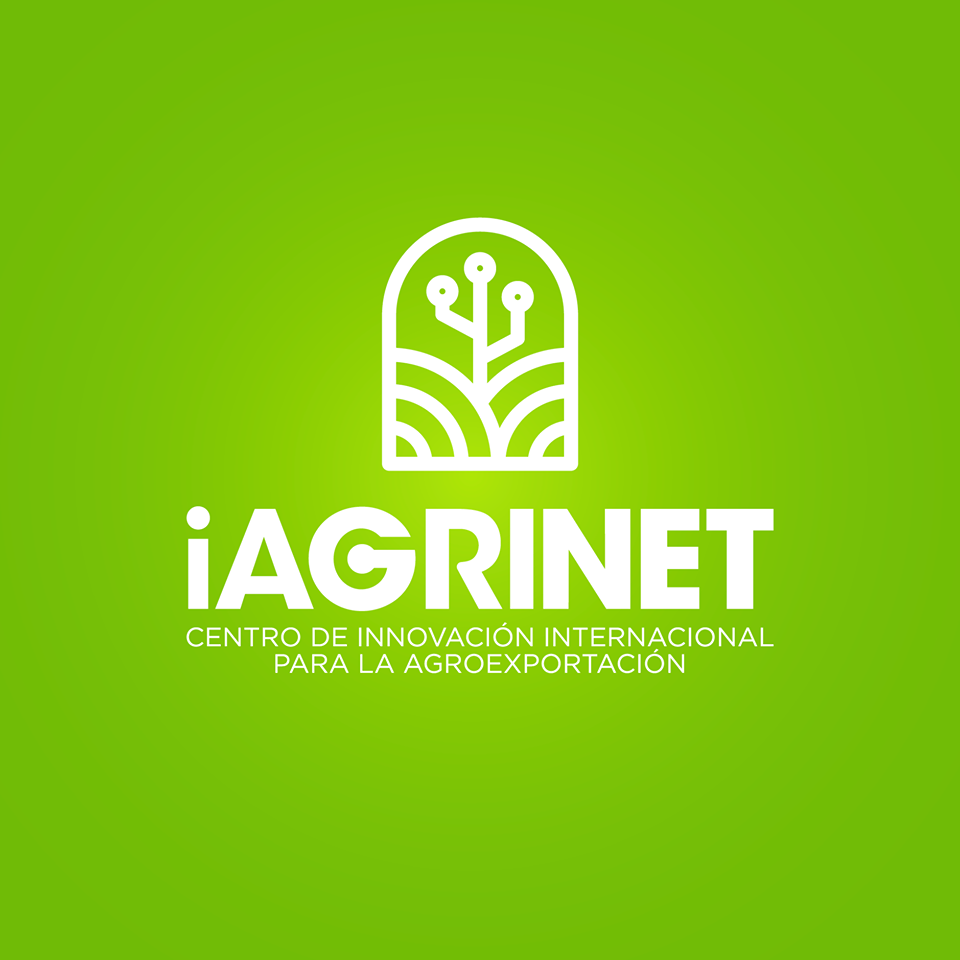 iAGRINET
CENTRO DE INNOVACIÓN INTERNACIONAL
PARA LA AGROEXPORTACIÓN